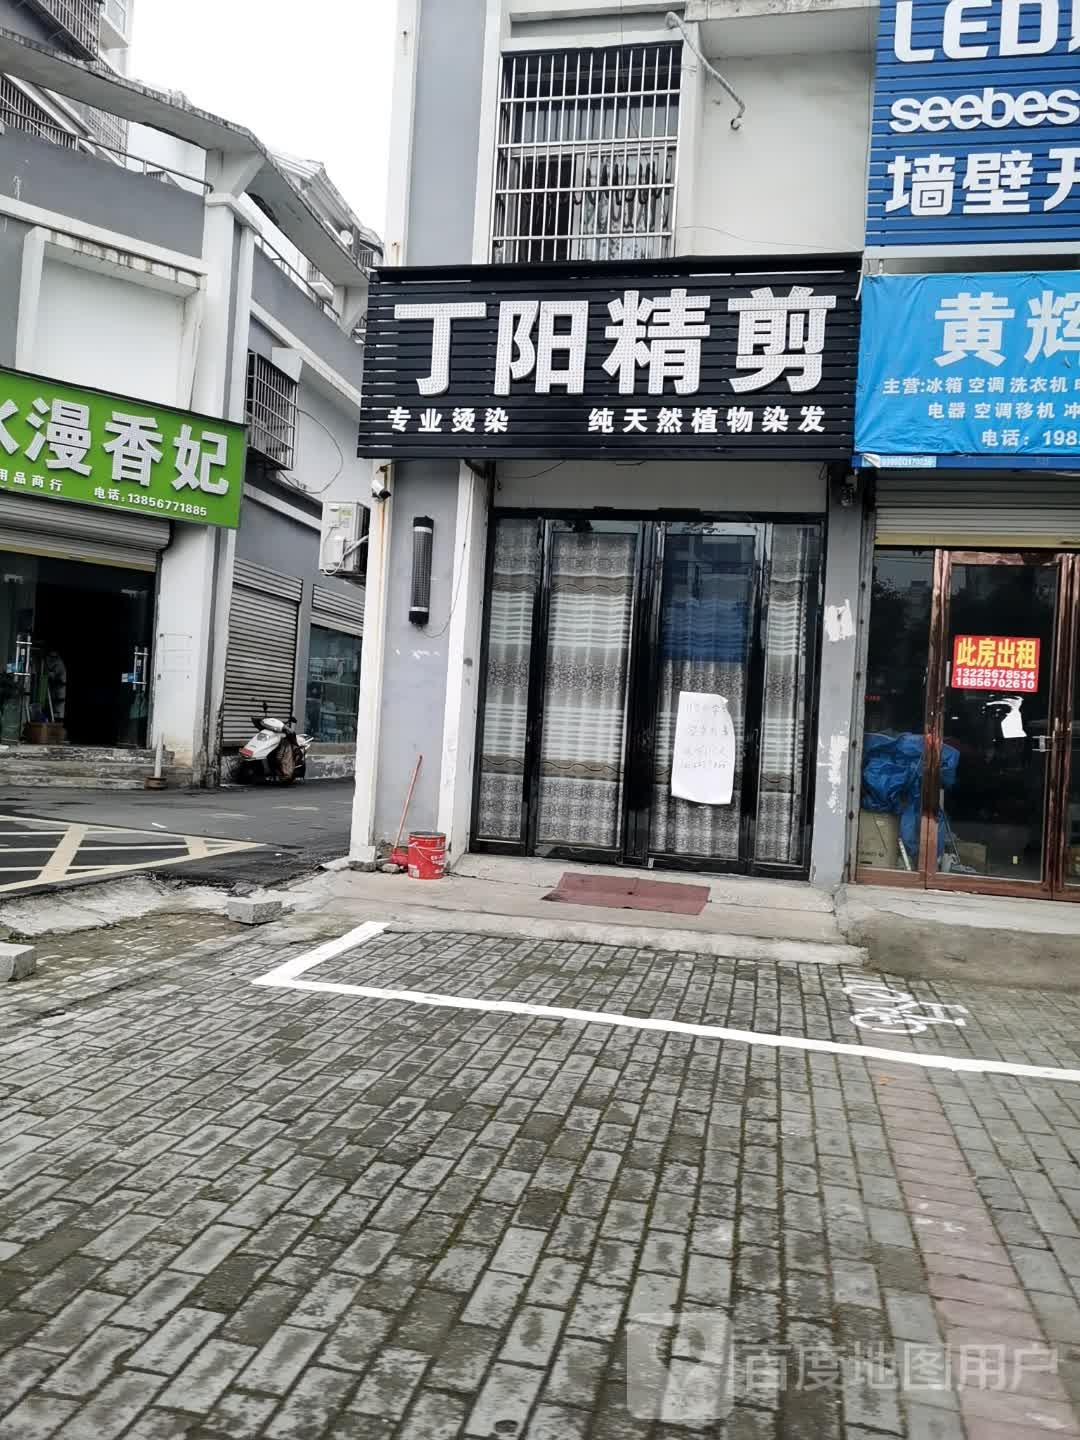 LED
seebes
墙壁开
丁阳精剪
专业烫染 纯天然植物染发
黄辉
主营:冰箱 空调 洗衣机
电器 空调移机 冲
电话：198
漫香妃
用品商行 电话:13856771885
此房出租
13225678534
18856702610
百度地图用户